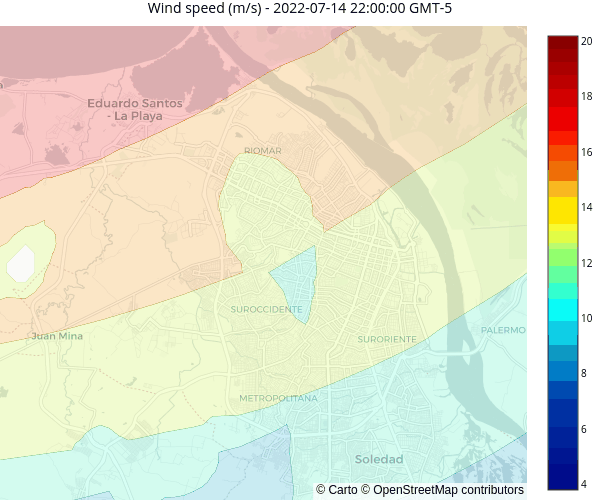 Wind speed (m/s) - 2022-07-14 22:00:00 GMT-5
Eduardo Santos
- La Playa
RIOMAR
SUROCCIDENTE
Juan Mina
SURORIENTE
PALERMO
METROPOLITANA
Soledad
© Carto © OpenStreetMap contributors
20
18
16
14
12
10
8
6
4